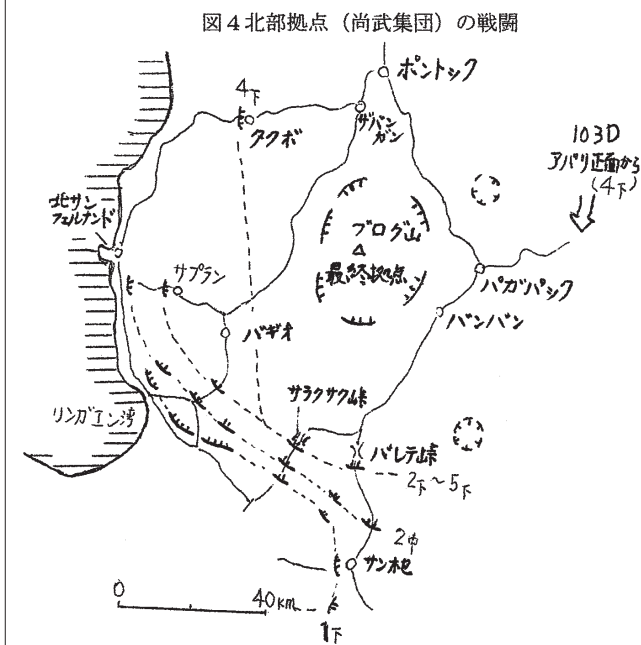 図4北部拠点（尚武集団）の戦闘
ポントック
4下
タクボ
ザバン
ガン
103D
アパリ正面から
(4下)
北サン
フェルナンド
ブログ山
最終拠点
サプラン
バギオ
パガパシク
バンバン
サラクサク峠
リンガエン湾
バレテ峠
2下〜5下
2中
サンホセ
0
40km
1下